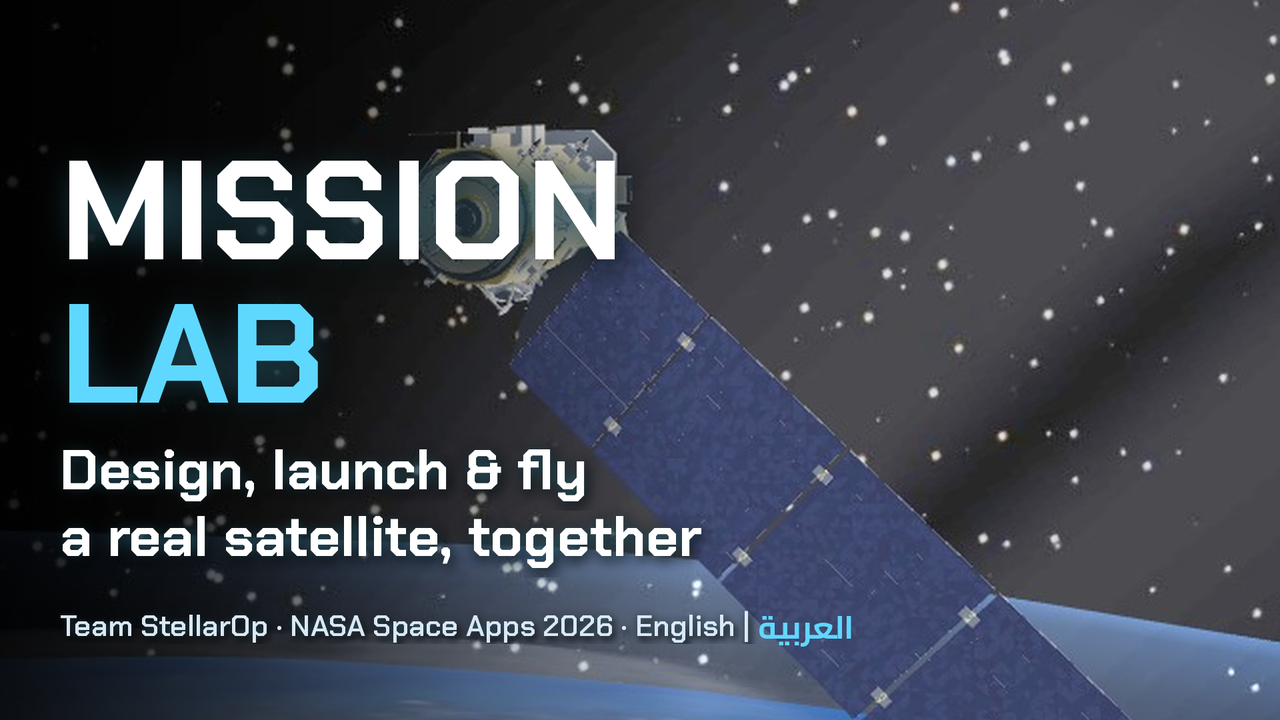 MISSION
LAB
Design, launch & fly
a real satellite, together
Team StellarOp · NASA Space Apps 2026 · English | العربية